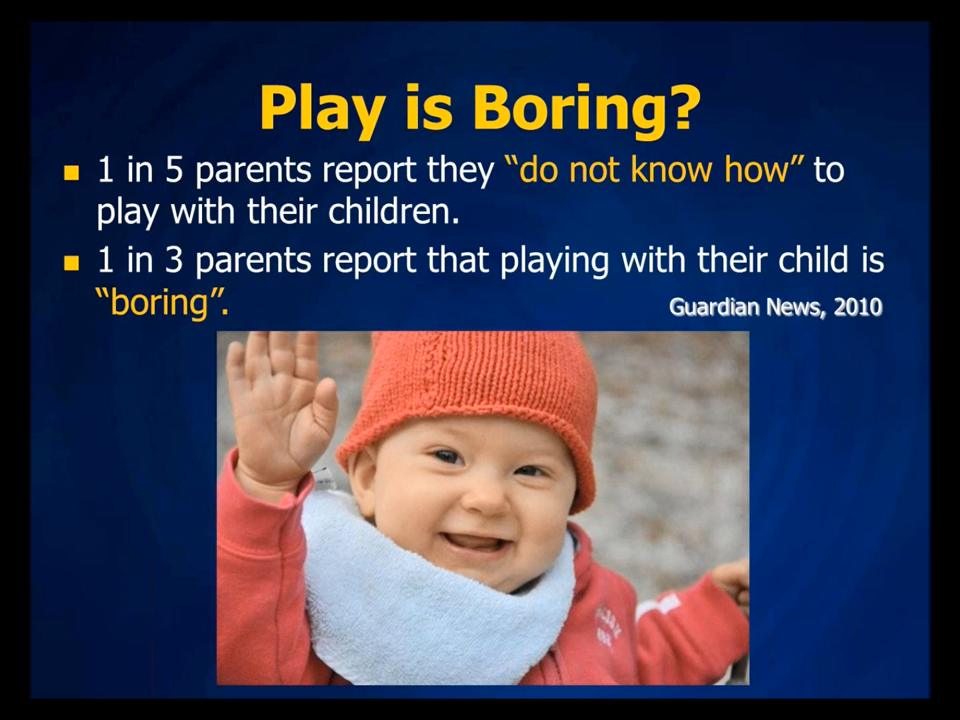 Play is Boring?
1 in 5 parents report they “do not know how” to
play with their children.
1 in 3 parents report that playing with their child is
“boring”.
Guardian News, 2010